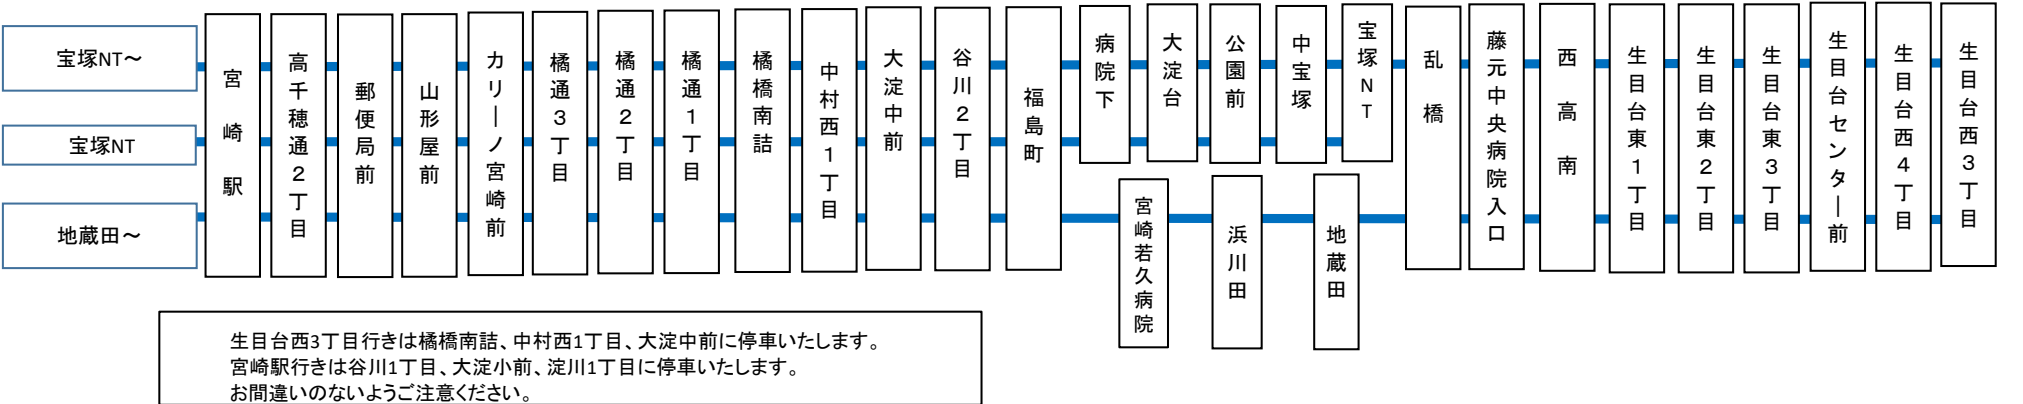 宝塚NT～
宝塚NT
地蔵田～
宮崎駅
高千穂通２丁目
郵便局前
山形屋前
カリーノ宮崎前
橘通３丁目
橘通２丁目
橘通１丁目
橘橋南詰
中村西１丁目
大淀中前
谷川２丁目
福島町
病院下
大淀台
公園前
中宝塚
宝塚NT
宮崎若久病院
浜川田
地蔵田
乱橋
藤元中央病院入口
西高南
生目台東１丁目
生目台東２丁目
生目台東３丁目
生目台センター前
生目台西４丁目
生目台西３丁目
生目台西3丁目行きは橘橋南詰、中村西1丁目、大淀中前に停車いたします。
宮崎駅行きは谷川1丁目、大淀小前、淀川1丁目に停車いたします。
お間違いのないようご注意ください。